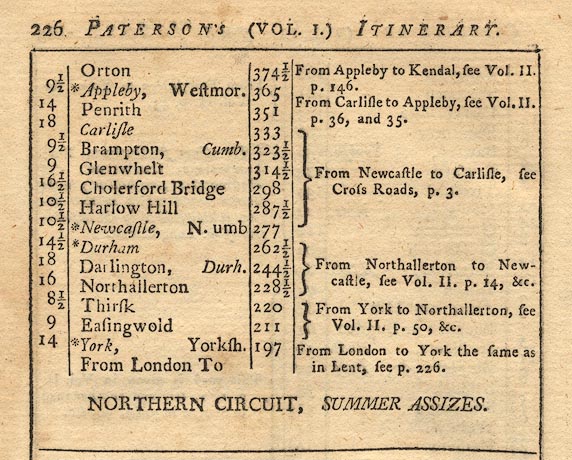 226 PATERSON'S (VOL. I.) ITINERARY.
Orton 374½ From Appleby to Kendal, see Vol. II.
9½ *Appleby, Westmor. 365 p. 146.
14 Penrith 351 From Carlisle to Appleby, see Vol. II.
18 Carlisle 333 p. 36, and 35.
9½ Brampton, Cumb. 323½
9 Glenwhelt 314½ From Newcastle to Carlisle, see
16½ Cholerford Bridge 298 Cross Roads, p. 3.
10½ Harlow Hill 287½
10½ *Newcastle, N. umb 277
14½ *Durham 262½
18 Darlington, Durh. 244½ From Northallerton to New-
16 Northallerton 228½ castle, see Vol. II. p. 14, &c.
8½ Thirsk 220 From York to Northallerton, see
9 Easingwold 211 Vol. II. p. 50, &c.
14 *York, Yorksh. 197 From London to York the same as
From London To in Lent, see p. 226.
NORTHERN CIRCUIT, SUMMER ASSIZES.